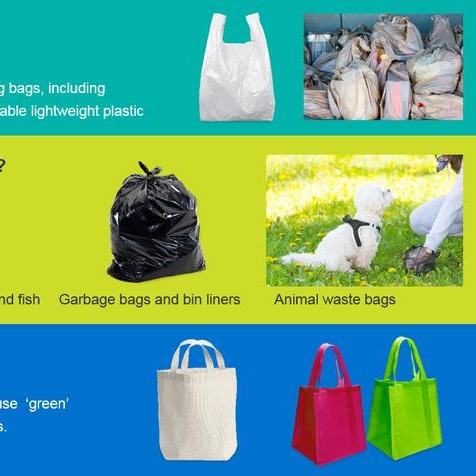 g bags, including
able lightweight plastic
?
nd fish
Garbage bags and bin liners
Animal waste bags
use ‘green’
s.